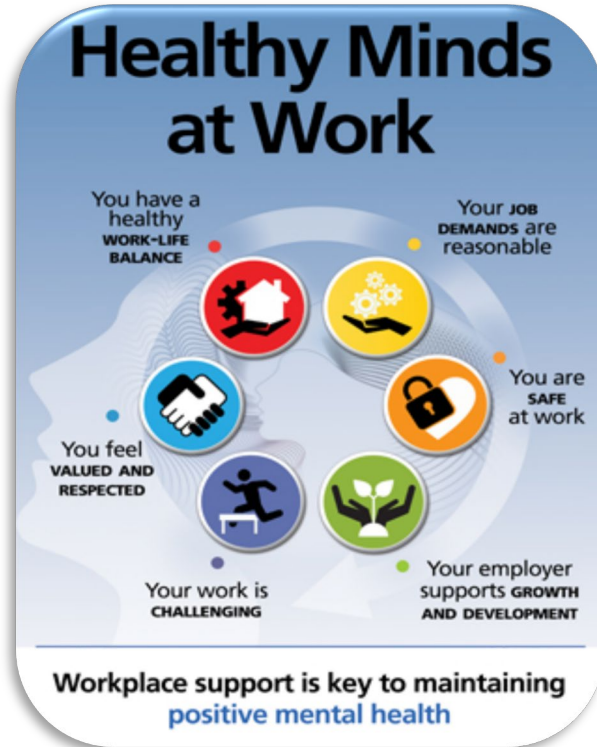 Healthy Minds
at Work
You have a
healthy
WORK-LIFE
BALANCE
Your JOB
DEMANDS are
reasonable
You are
SAFE
at work
You feel
VALUED AND
RESPECTED
Your work is
CHALLENGING
Your employer
supports GROWTH
AND DEVELOPMENT
Workplace support is key to maintaining
positive mental health